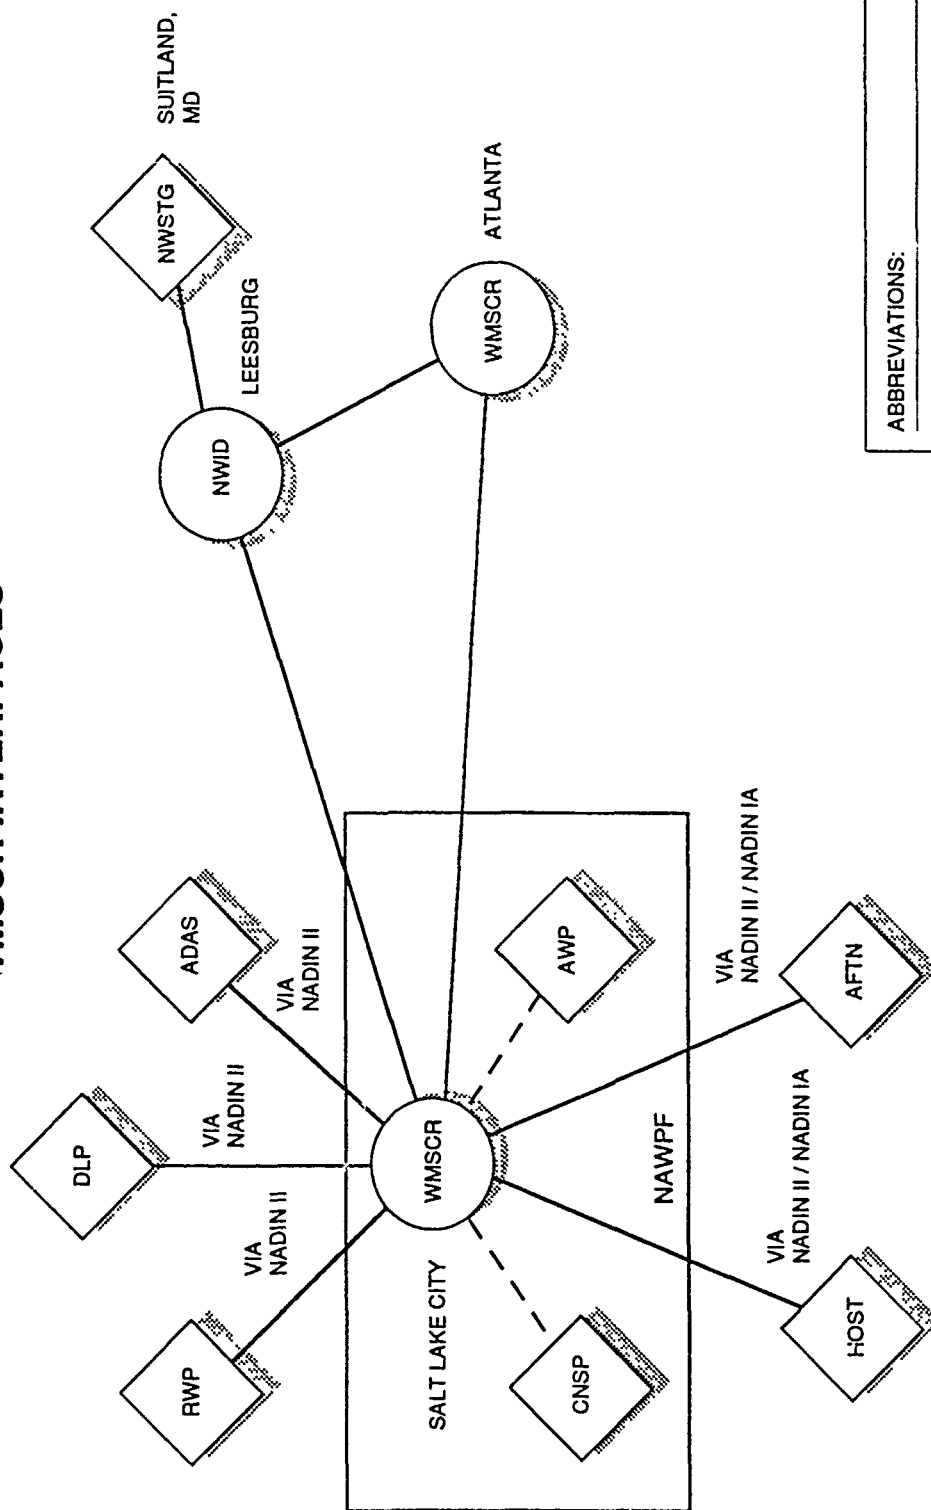 WMSCR INTERFACES
DLP
SUITLAND,
MD
NWSTG
RWP
ADAS
VIA
NADIN II
VIA
NADIN II
VIA
NADIN II
NWID
LEESBURG
SALT LAKE CITY
WMSCR
WMSCR
ATLANTA
CNSP
AWP
NAWPF
VIA
NADIN II / NADIN IA
VIA
NADIN II / NADIN IA
HOST
AFTN
ABBREVIATIONS: